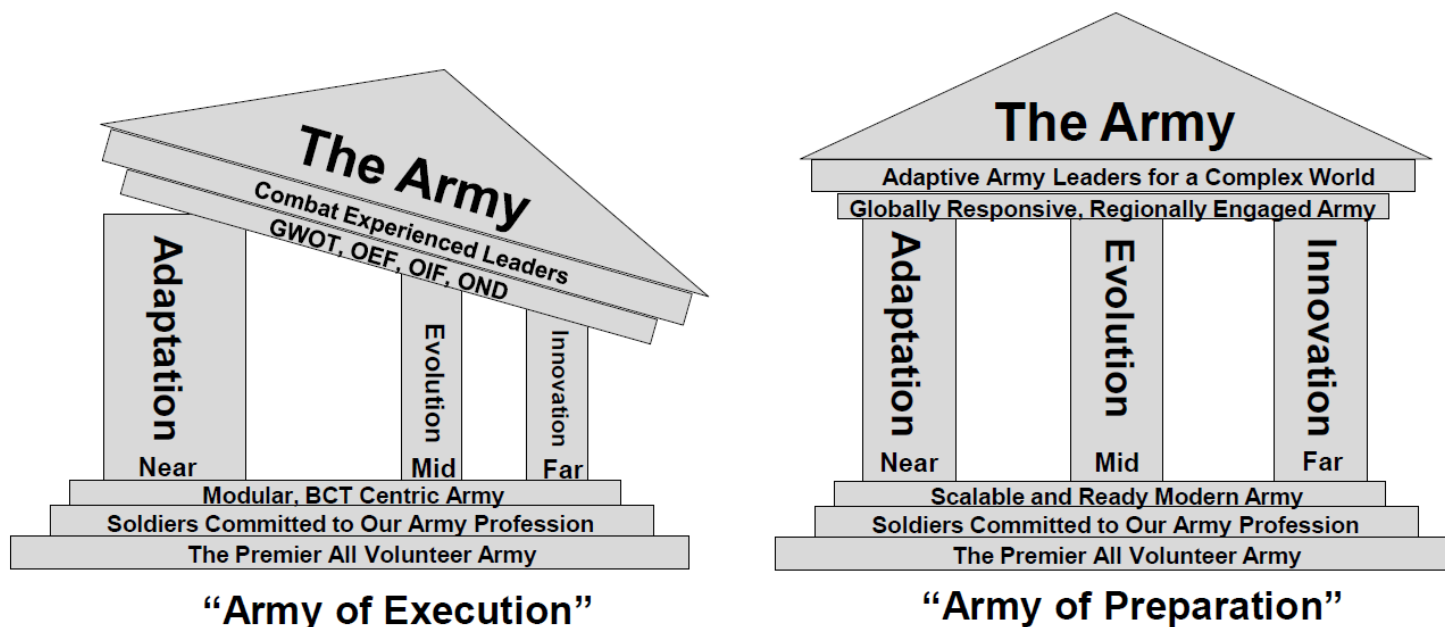 The Army
Combat Experienced Leaders
GWOT, OEF, OIF, OND
Adaptation
Evolution
Innovation
Near
Mid
Far
Modular, BCT Centric Army
Soldiers Committed to Our Army Profession
The Premier All Volunteer Army
“Army of Execution”
The Army
Adaptive Army Leaders for a Complex World
Globally Responsive, Regionally Engaged Army
Adaptation
Evolution
Innovation
Near
Mid
Far
Scalable and Ready Modern Army
Soldiers Committed to Our Army Profession
The Premier All Volunteer Army
“Army of Preparation”